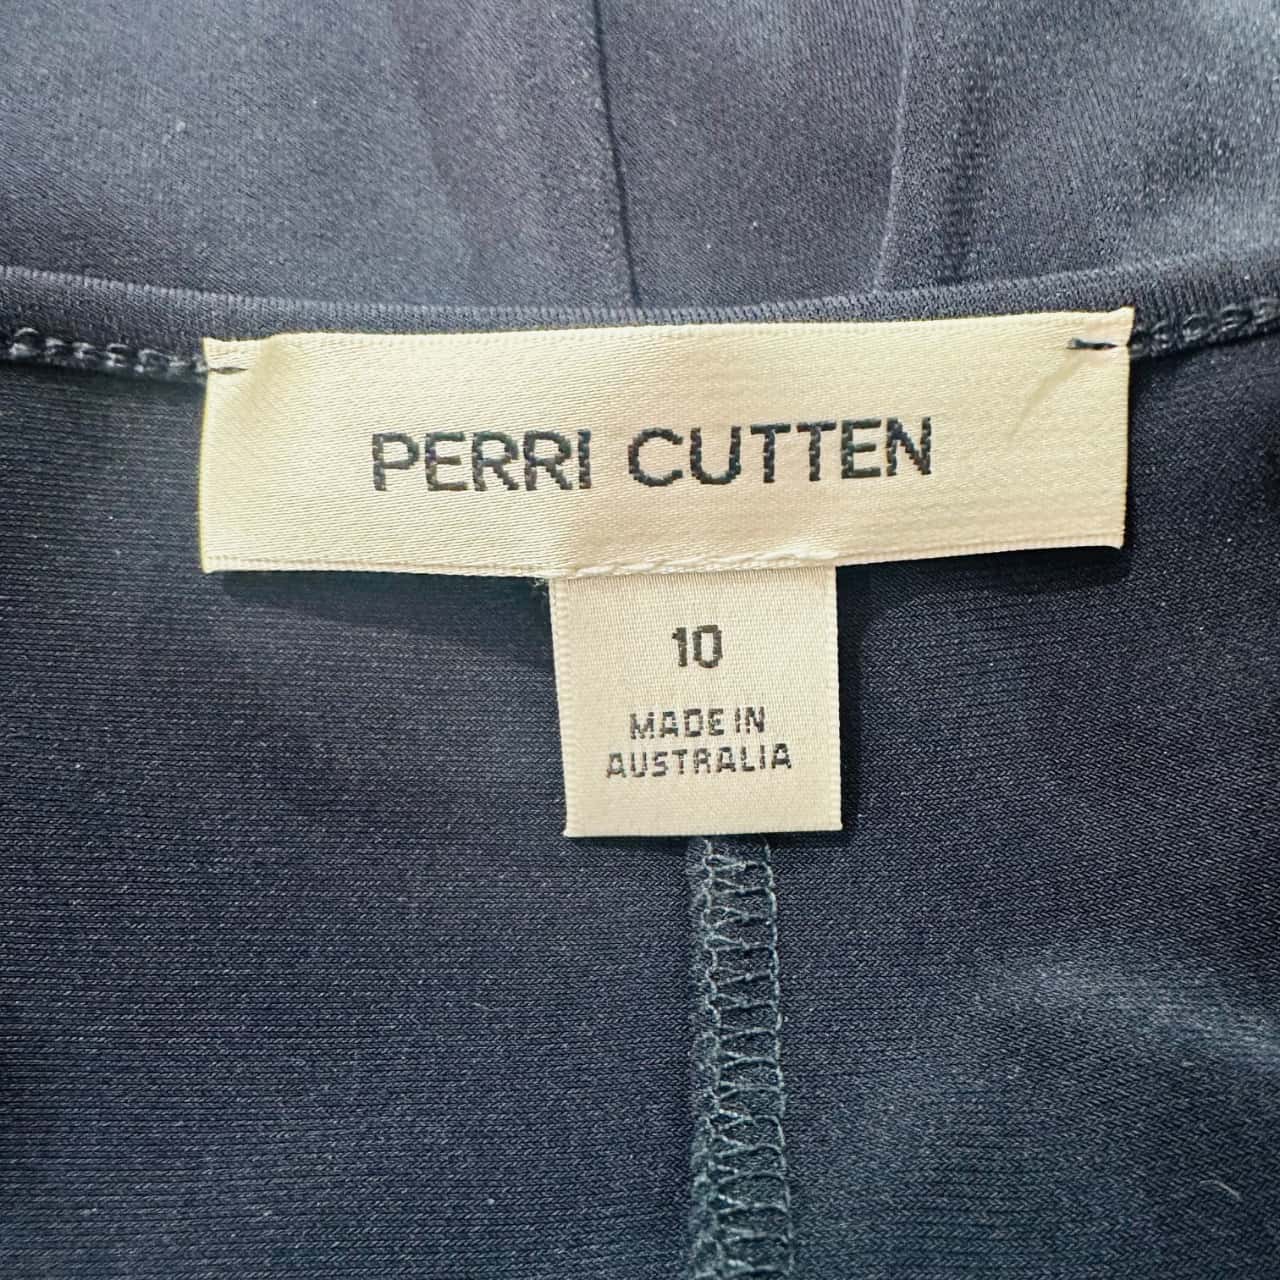 PERRI CUTTEN
10
MADE IN
AUSTRALIA